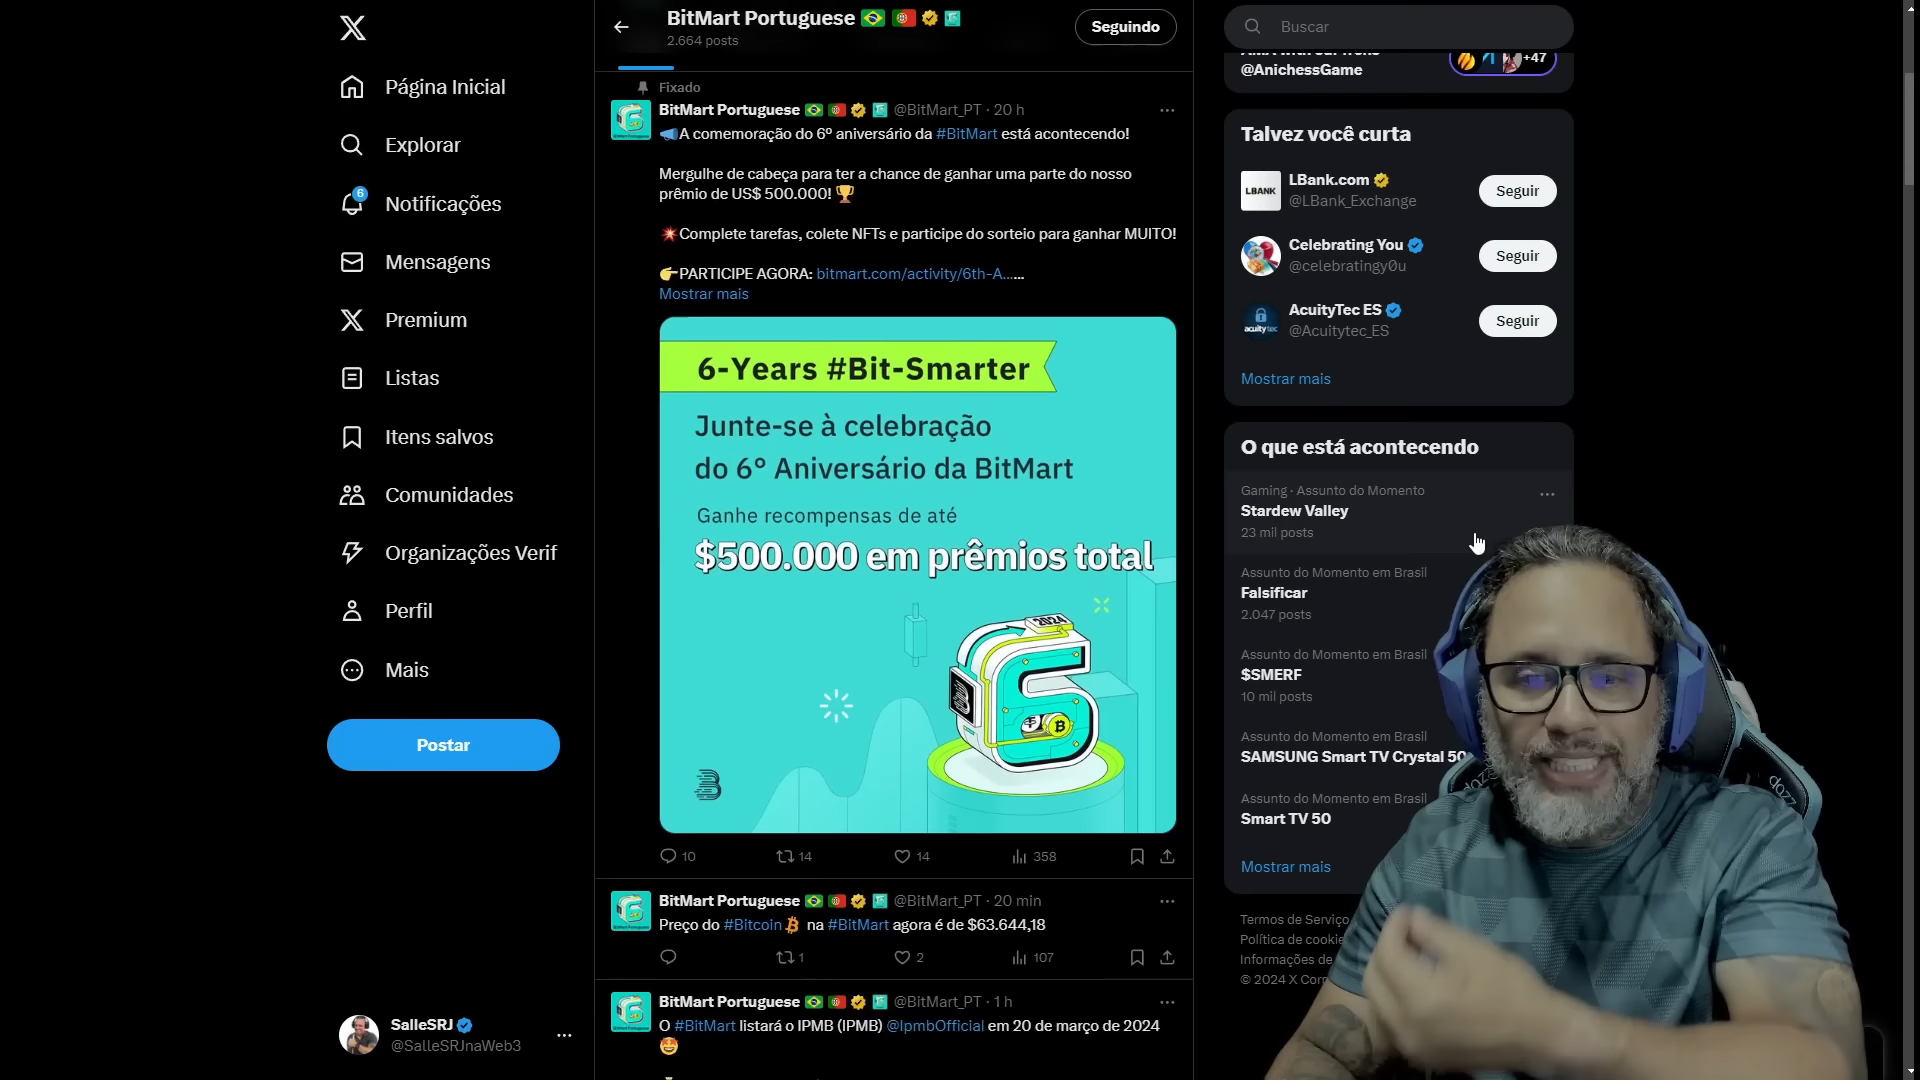 Página Inicial
Explorar
6
Notificações
Mensagens
Premium
Listas
Itens salvos
Comunidades
Organizações Verif
Perfil
Mais
Postar
SalleSRJ
@SalleSRJnaWeb3
BitMart Portuguese
2.664 posts
Seguindo
Fixado
BitMart Portuguese @BitMart_PT · 20 h
A comemoração do 6º aniversário da #BitMart está acontecendo!
Mergulhe de cabeça para ter a chance de ganhar uma parte do nosso
prêmio de US$ 500.000!
Complete tarefas, colete NFTs e participe do sorteio para ganhar MUITO!
PARTICIPE AGORA: bitmart.com/activity/6th-A......
Mostrar mais
6-Years #Bit-Smarter
Junte-se à celebração
do 6° Aniversário da BitMart
Ganhe recompensas de até
$500.000 em prêmios total
2024
10 14 14 358
BitMart Portuguese @BitMart_PT · 20 min
Preço do #Bitcoin na #BitMart agora é de $63.644,18
1 2 107
BitMart Portuguese @BitMart_PT · 1 h
O #BitMart listará o IPMB (IPMB) @IpmbOfficial em 20 de março de 2024
Buscar
@AnichessGame
+47
Talvez você curta
LBANK
LBank.com
@LBank_Exchange
Seguir
Celebrating You
@celebratingy0u
Seguir
acuitytec
AcuityTec ES
@Acuitytec_ES
Seguir
Mostrar mais
O que está acontecendo
Gaming · Assunto do Momento
Stardew Valley
23 mil posts
Assunto do Momento em Brasil
Falsificar
2.047 posts
Assunto do Momento em Brasil
$SMERF
10 mil posts
Assunto do Momento em Brasil
SAMSUNG Smart TV Crystal 50
Assunto do Momento em Brasil
Smart TV 50
Mostrar mais
Termos de Serviço
Política de cookie
Informações de
© 2024 X Corp